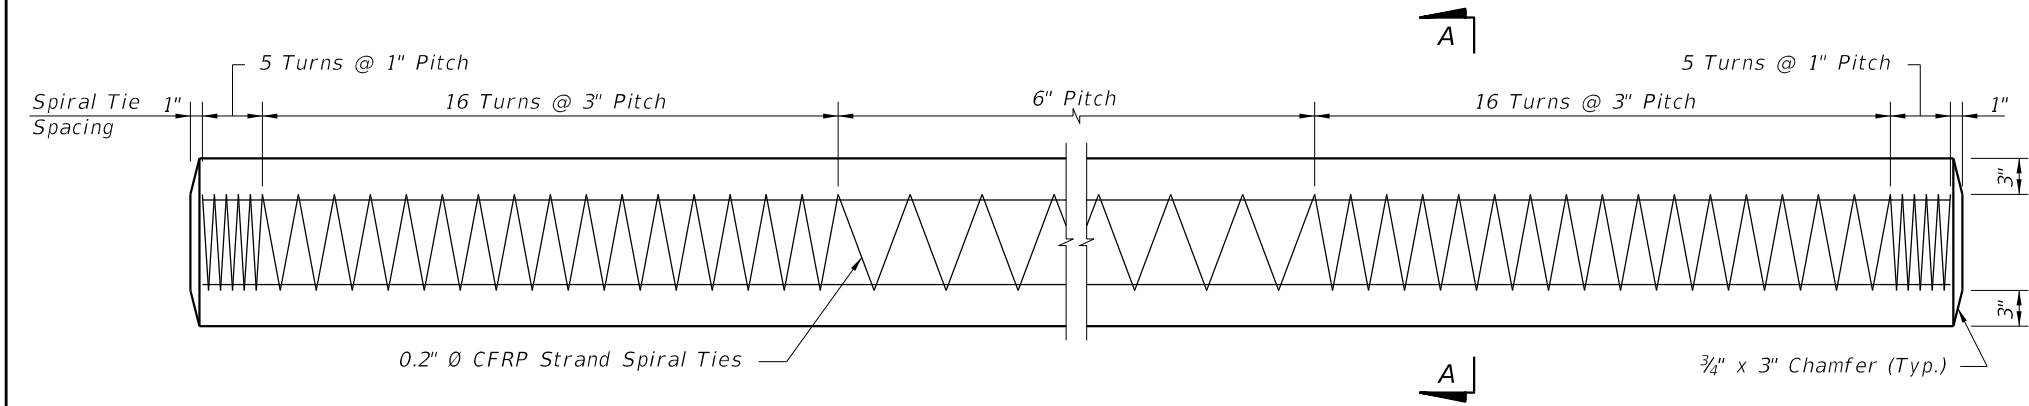 A
5 Turns @ 1" Pitch
5 Turns @ 1" Pitch
Spiral Tie
Spacing
1"
16 Turns @ 3" Pitch
6" Pitch
16 Turns @ 3" Pitch
1"
3"
3"
0.2" Ø CFRP Strand Spiral Ties
A
¾" x 3" Chamfer (Typ.)